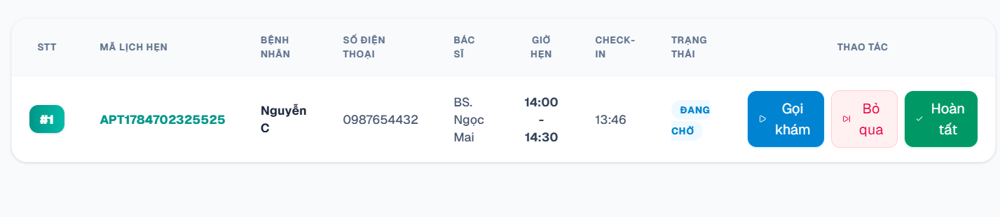 STT
MÃ LỊCH HẸN
BỆNH
NHÂN
SỐ ĐIỆN
THOẠI
BÁC
SĨ
GIỜ
HẸN
CHECK-
IN
TRẠNG
THÁI
THAO TÁC
#1
APT1784702325525
Nguyễn
C
0987654432
BS.
Ngọc
Mai
14:00
-
14:30
13:46
ĐANG
CHỜ
Gọi
khám
Bỏ
qua
Hoàn
tất